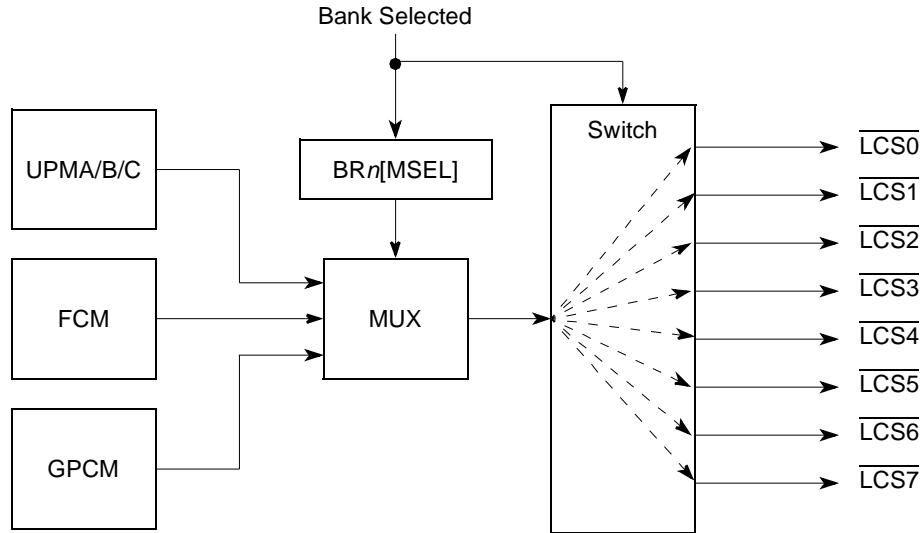 Bank Selected
Switch
UPMA/B/C
BRn[MSEL]
FCM
MUX
GPCM
LCS0
LCS1
LCS2
LCS3
LCS4
LCS5
LCS6
LCS7